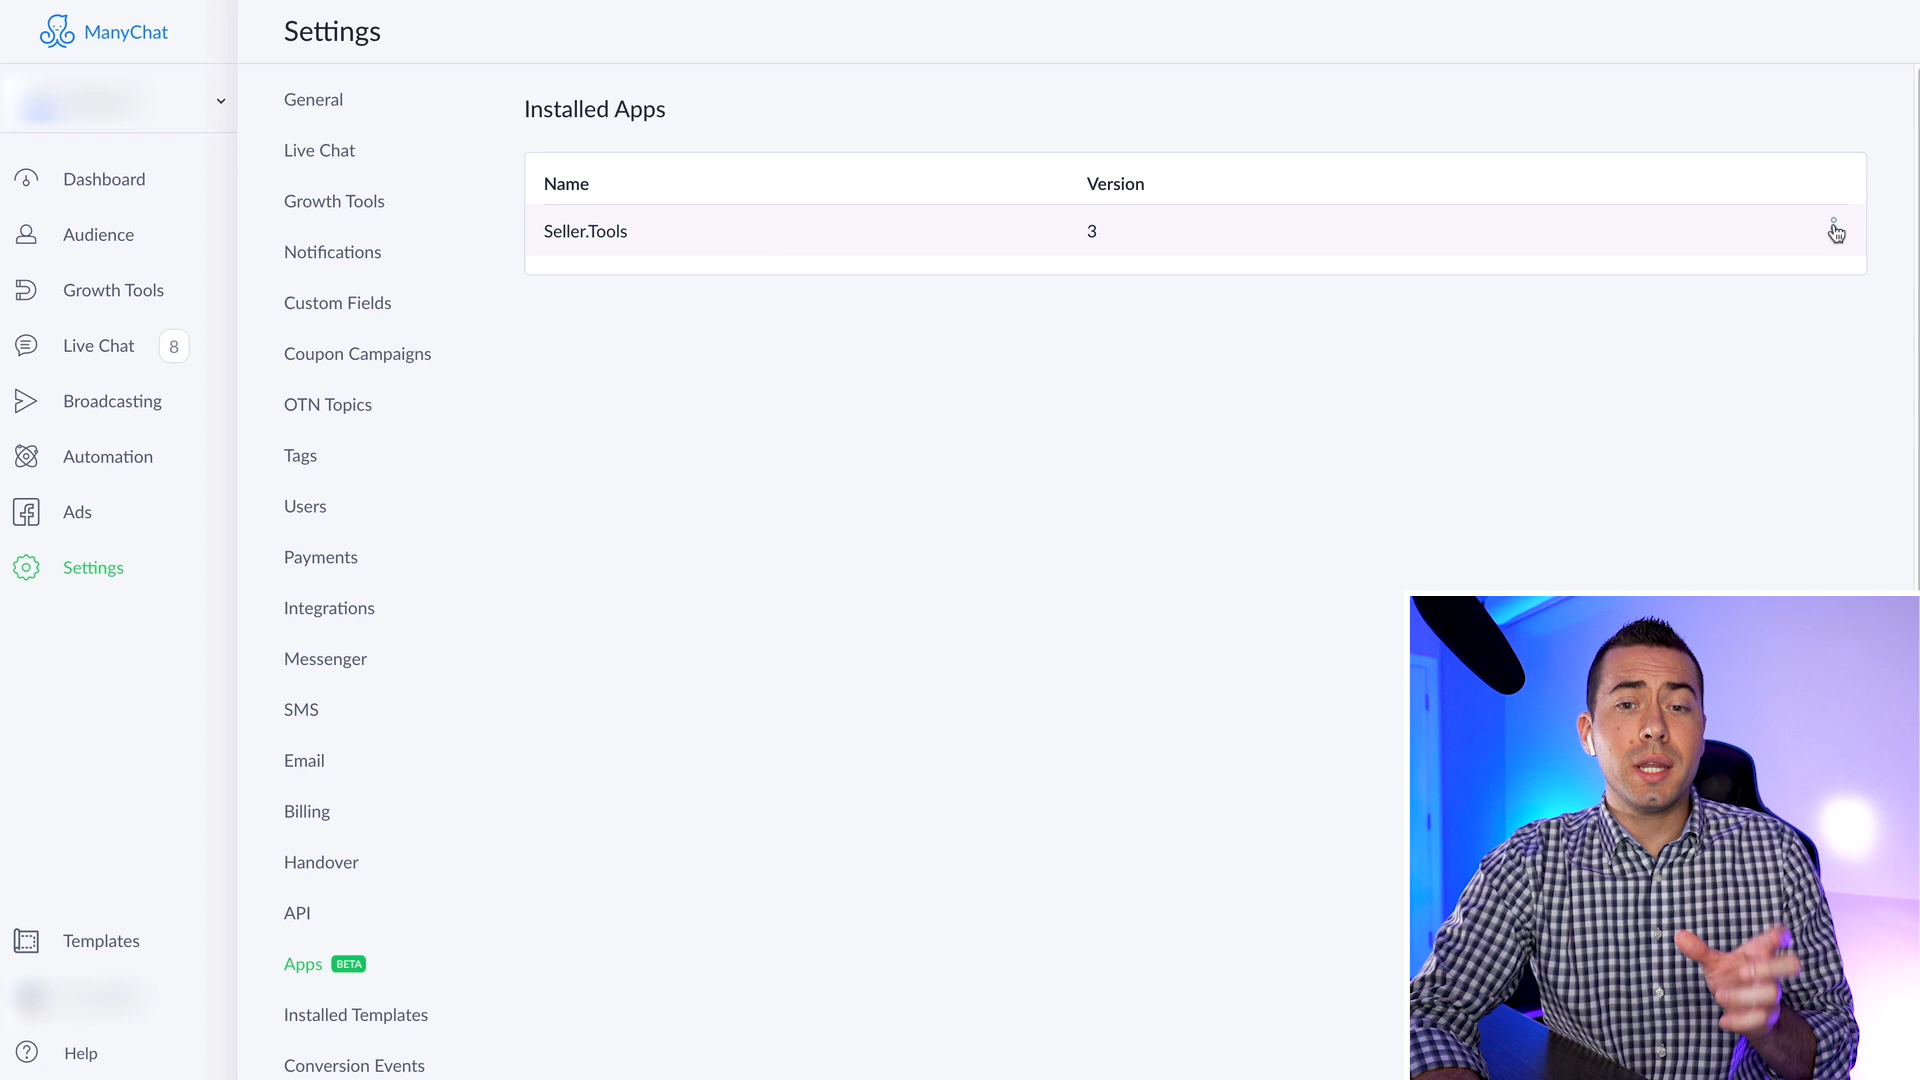 ManyChat
Settings
Dashboard
Audience
Growth Tools
Live Chat 8
Broadcasting
Automation
Ads
Settings
Templates
Help
General
Live Chat
Growth Tools
Notifications
Custom Fields
Coupon Campaigns
OTN Topics
Tags
Users
Payments
Integrations
Messenger
SMS
Email
Billing
Handover
API
Apps BETA
Installed Templates
Conversion Events
Installed Apps
Name Version
Seller.Tools 3